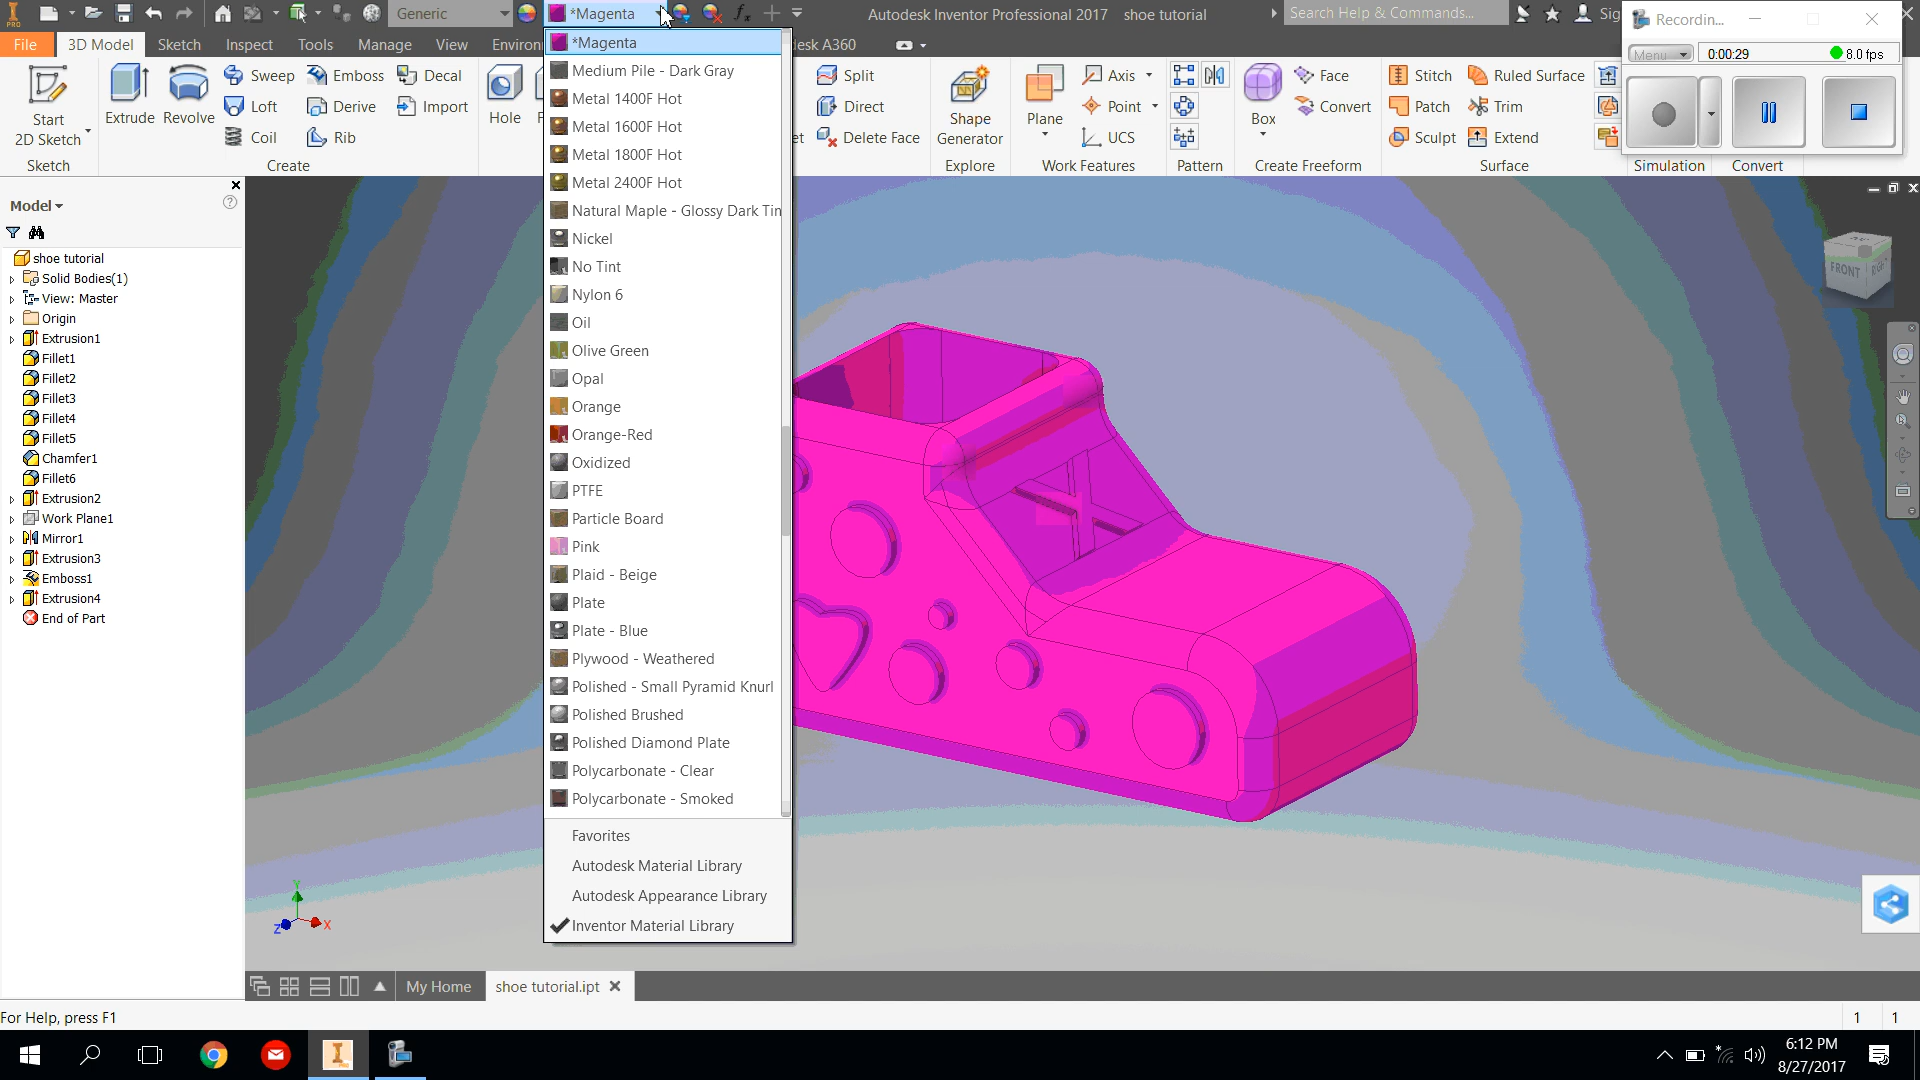 PRO
Generic
*Magenta
Autodesk Inventor Professional 2017 shoe tutorial
Search Help & Commands...
Recordin...
File
3D Model
Sketch
Inspect
Tools
Manage
View
Environ
desk A360
Menu
0:00:29
8.0 fps
Start
2D Sketch
Sketch
Extrude
Revolve
Sweep
Loft
Coil
Emboss
Derive
Rib
Decal
Import
Create
Hole
Split
Direct
Delete Face
Shape
Generator
Explore
Plane
Axis
Point
UCS
Work Features
Pattern
Box
Face
Convert
Create Freeform
Stitch
Patch
Sculpt
Ruled Surface
Trim
Extend
Surface
Simulation
Convert
Model
shoe tutorial
Solid Bodies(1)
View: Master
Origin
Extrusion1
Fillet1
Fillet2
Fillet3
Fillet4
Fillet5
Chamfer1
Fillet6
Extrusion2
Work Plane1
Mirror1
Extrusion3
Emboss1
Extrusion4
End of Part
*Magenta
Medium Pile - Dark Gray
Metal 1400F Hot
Metal 1600F Hot
Metal 1800F Hot
Metal 2400F Hot
Natural Maple - Glossy Dark Tin
Nickel
No Tint
Nylon 6
Oil
Olive Green
Opal
Orange
Orange-Red
Oxidized
PTFE
Particle Board
Pink
Plaid - Beige
Plate
Plate - Blue
Plywood - Weathered
Polished - Small Pyramid Knurl
Polished Brushed
Polished Diamond Plate
Polycarbonate - Clear
Polycarbonate - Smoked
Favorites
Autodesk Material Library
Autodesk Appearance Library
Inventor Material Library
FRONT
Y
Z
X
My Home
shoe tutorial.ipt
For Help, press F1
1 1
6:12 PM
8/27/2017